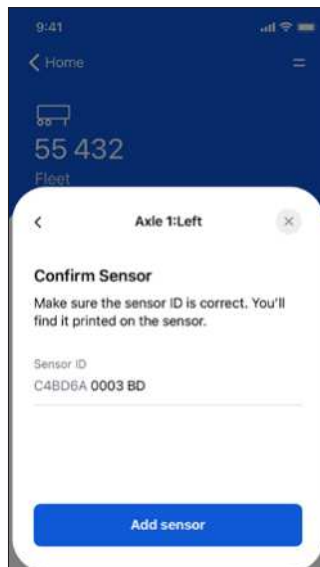 9:41
Home
55 432
Fleet
Axle 1:Left
Confirm Sensor
Make sure the sensor ID is correct. You'll
find it printed on the sensor.
Sensor ID
C4BD6A 0003 BD
Add sensor